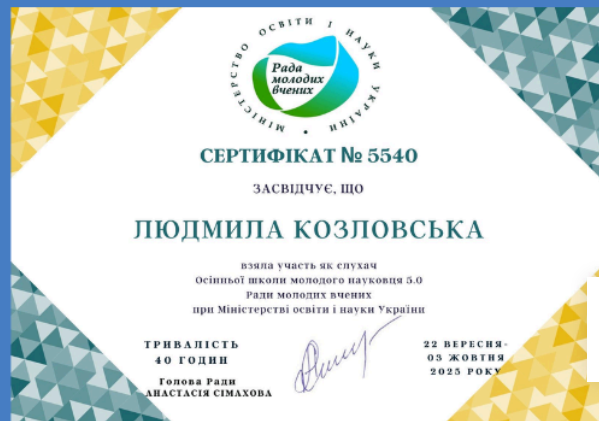 МІНІСТЕРСТВО ОСВІТИ І НАУКИ УКРАЇНИ
Рада
молодих
вчених
СЕРТИФІКАТ № 5540
ЗАСВІДЧУЄ, ЩО
ЛЮДМИЛА КОЗЛОВСЬКА
взяла участь як слухач
Осінньої школи молодого науковця 5.0
Ради молодих вчених
при Міністерстві освіти і науки України
ТРИВАЛІСТЬ
40 ГОДИН
Голова Ради
АНАСТАСІЯ СІМАХОВА
22 ВЕРЕСНЯ-
03 ЖОВТНЯ
2025 РОКУ